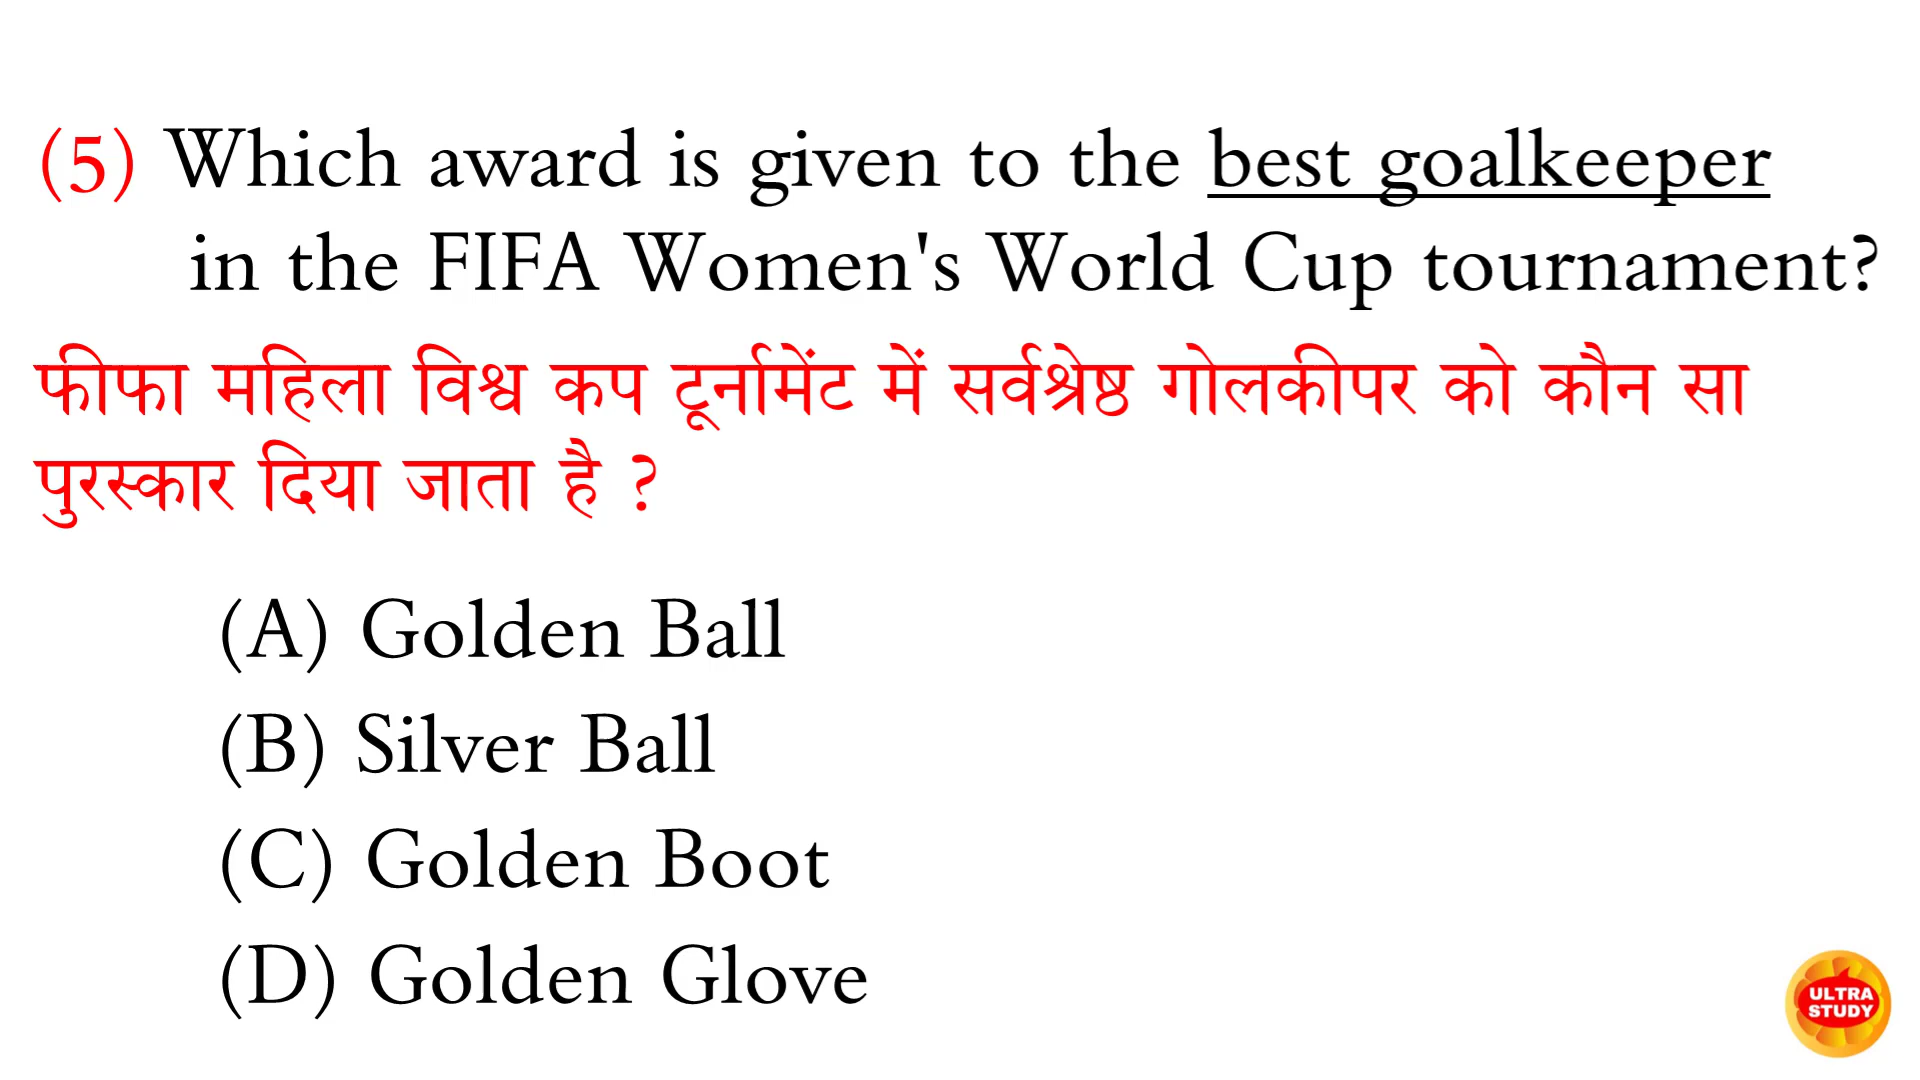 (5) Which award is given to the best goalkeeper
in the FIFA Women's World Cup tournament?
फीफा महिला विश्व कप टूर्नामेंट में सर्वश्रेष्ठ गोलकीपर को कौन सा
पुरस्कार दिया जाता है ?
(A) Golden Ball
(B) Silver Ball
(C) Golden Boot
(D) Golden Glove
ULTRA
STUDY